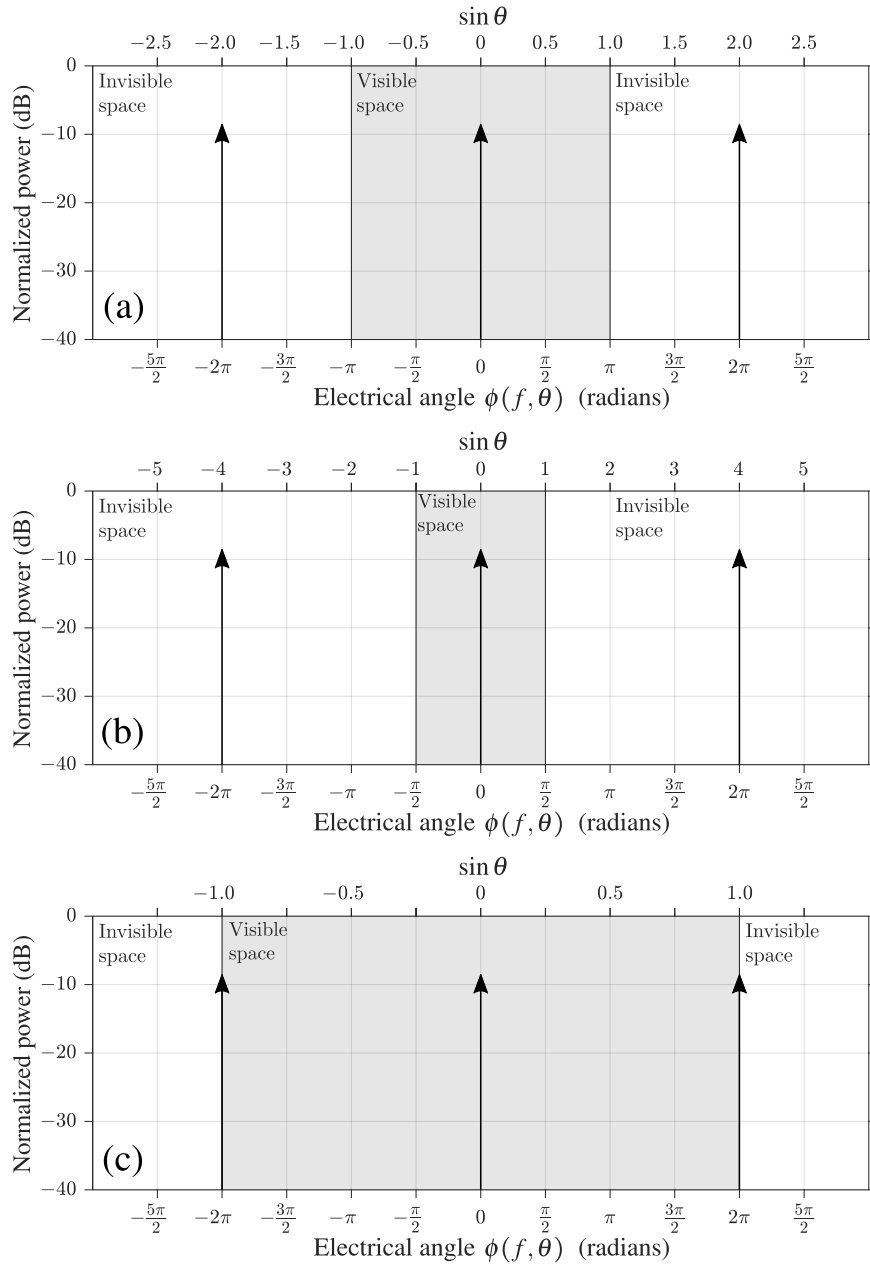 sin θ
−2.5 −2.0 −1.5 −1.0 −0.5 0 0.5 1.0 1.5 2.0 2.5
Normalized power (dB)
0
−10
−20
−30
−40
Invisible
space
Visible
space
Invisible
space
(a)
−5π/2 −2π −3π/2 −π −π/2 0 π/2 π 3π/2 2π 5π/2
Electrical angle ϕ(f, θ) (radians)
sin θ
−5 −4 −3 −2 −1 0 1 2 3 4 5
Normalized power (dB)
0
−10
−20
−30
−40
Invisible
space
Visible
space
Invisible
space
(b)
−5π/2 −2π −3π/2 −π −π/2 0 π/2 π 3π/2 2π 5π/2
Electrical angle ϕ(f, θ) (radians)
sin θ
−1.0 −0.5 0 0.5 1.0
Normalized power (dB)
0
−10
−20
−30
−40
Invisible
space
Visible
space
Invisible
space
(c)
−5π/2 −2π −3π/2 −π −π/2 0 π/2 π 3π/2 2π 5π/2
Electrical angle ϕ(f, θ) (radians)